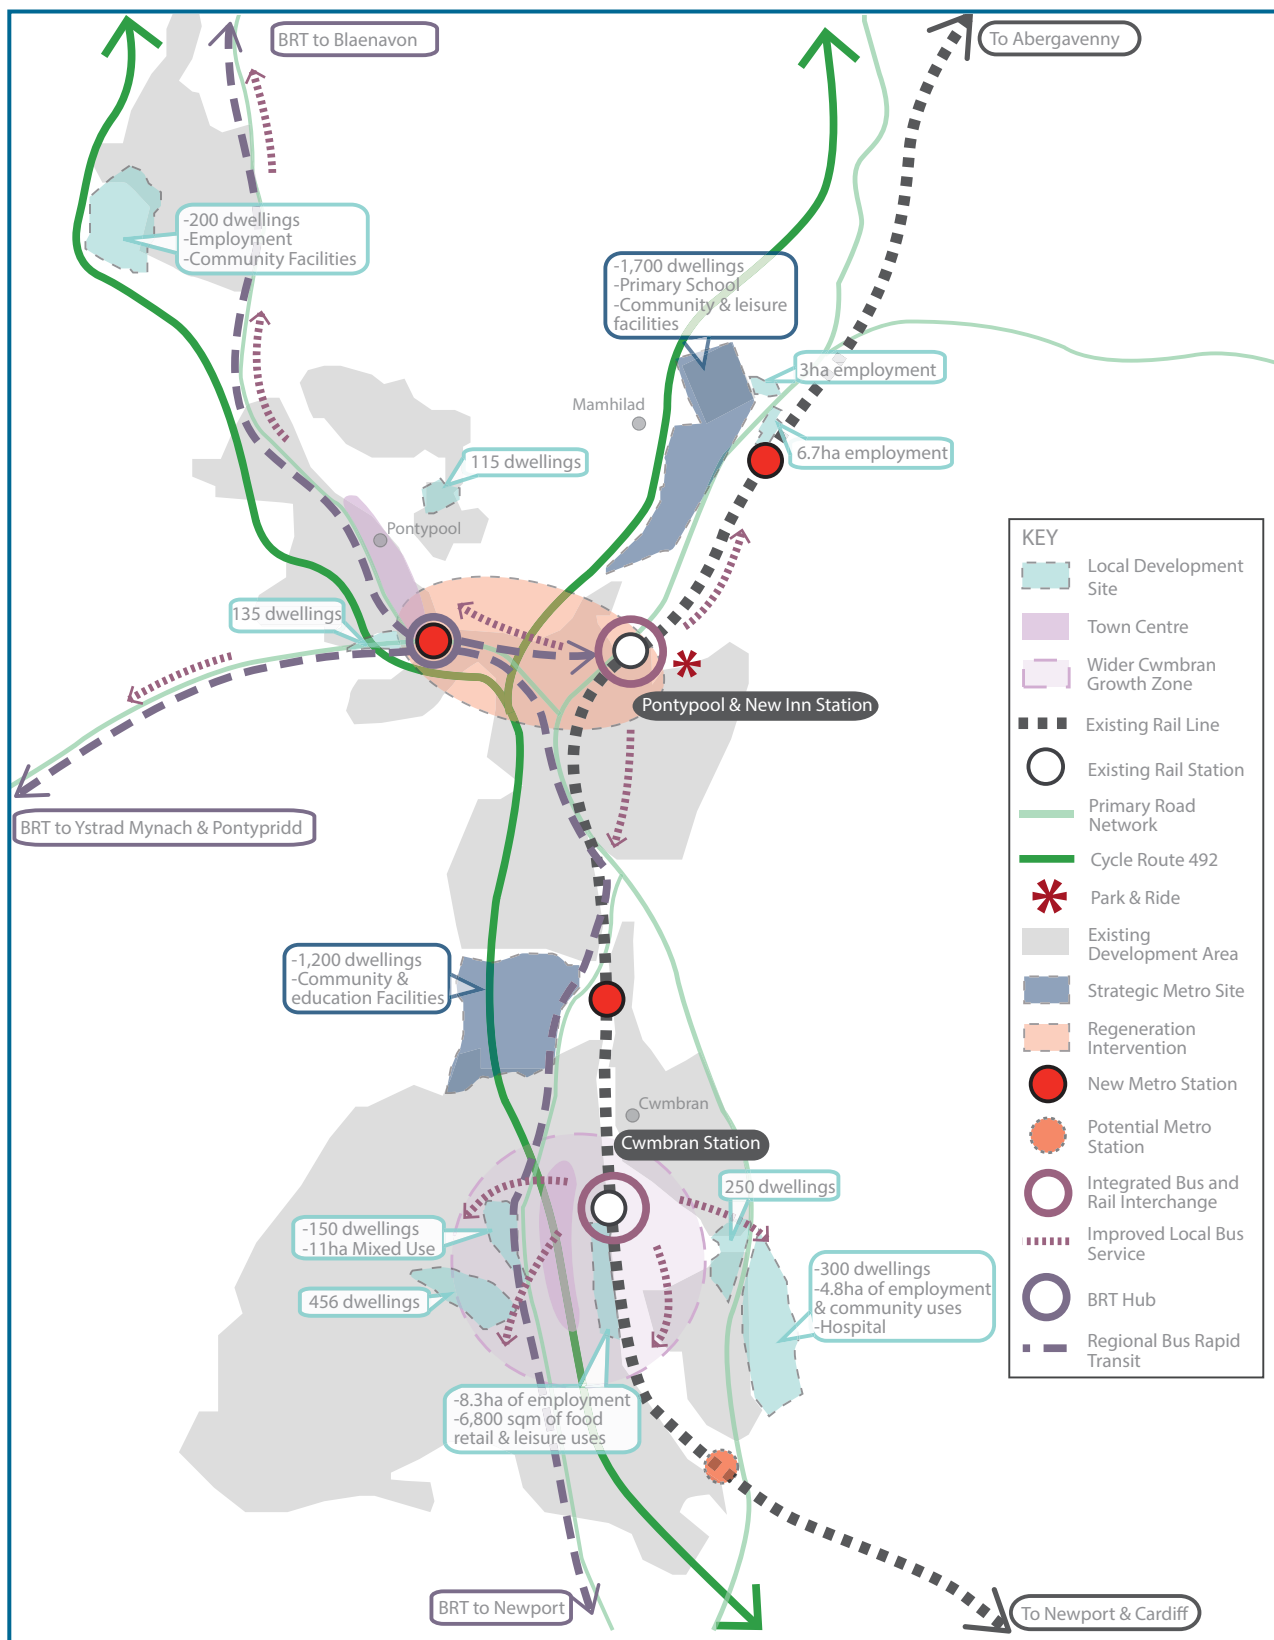 BRT to Blaenavon
To Abergavenny
-200 dwellings
-Employment
-Community Facilities
-1,700 dwellings
-Primary School
-Community & leisure
facilities
3ha employment
Mamhilad
6.7ha employment
115 dwellings
Pontypool
135 dwellings
Pontypool & New Inn Station
BRT to Ystrad Mynach & Pontypridd
-1,200 dwellings
-Community &
education Facilities
Cwmbran
Cwmbran Station
250 dwellings
-150 dwellings
-11ha Mixed Use
456 dwellings
-300 dwellings
-4.8ha of employment
& community uses
-Hospital
-8.3ha of employment
-6,800 sqm of food
retail & leisure uses
BRT to Newport
To Newport & Cardiff
KEY
Local Development
Site
Town Centre
Wider Cwmbran
Growth Zone
Existing Rail Line
Existing Rail Station
Primary Road
Network
Cycle Route 492
Park & Ride
Existing
Development Area
Strategic Metro Site
Regeneration
Intervention
New Metro Station
Potential Metro
Station
Integrated Bus and
Rail Interchange
Improved Local Bus
Service
BRT Hub
Regional Bus Rapid
Transit